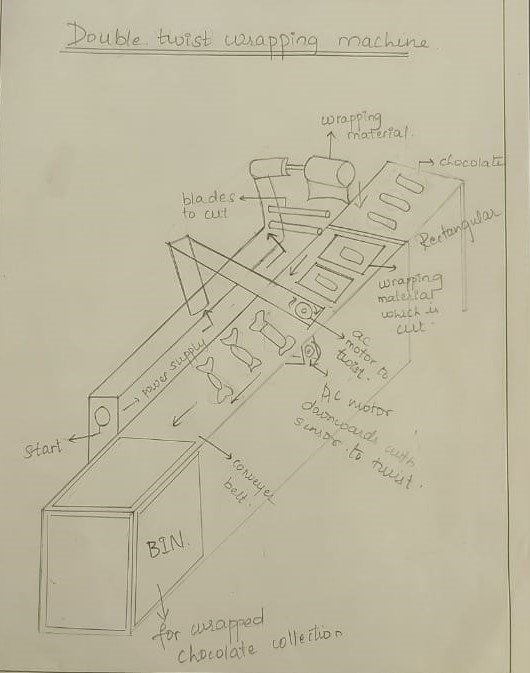 Double twist wrapping machine
wrapping
material.
chocolate
blades
to cut
Rectangular
wrapping
material
which is
cut.
ac
motor to
twist.
power supply
start
D.C motor
downwards with
sensor to twist.
conveyer
belt.
BIN.
for wrapped
chocolate collection